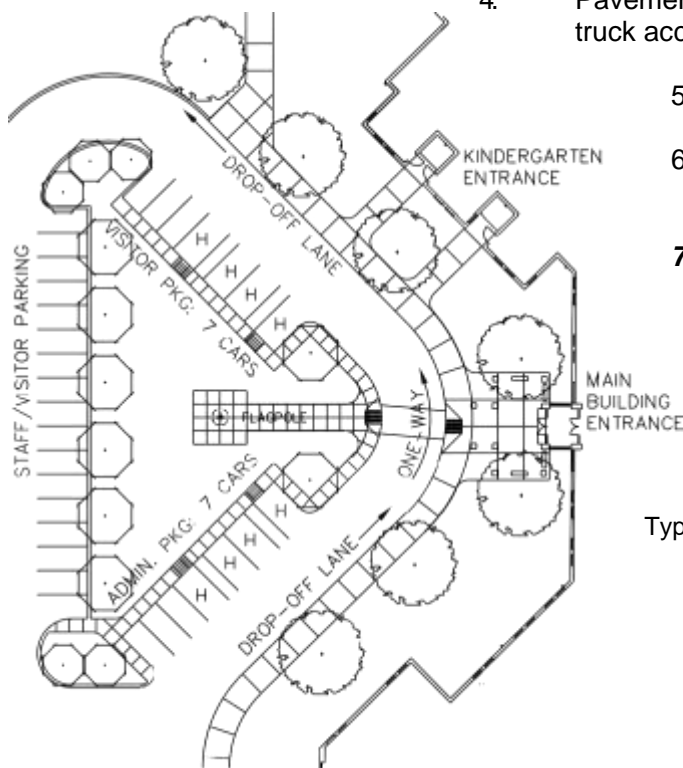 4. Pavemen
truck acc
5
6
7
DROP-OFF LANE
KINDERGARTEN
ENTRANCE
VISITOR PKG: 7 CARS
H
H
H
H
STAFF/VISITOR PARKING
FLAGPOLE
ONE-WAY
MAIN
BUILDING
ENTRANCE
ADMIN. PKG: 7 CARS
H
H
H
H
DROP-OFF LANE
Typ